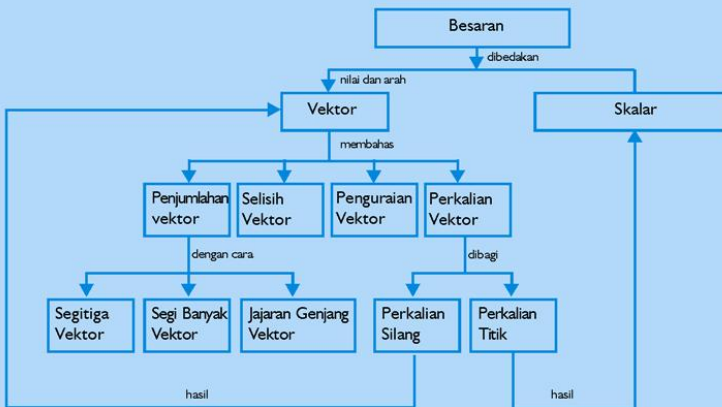 Besaran
dibedakan
nilai dan arah
Vektor
Skalar
membahas
Penjumlahan
vektor
Selisih
Vektor
Penguraian
Vektor
Perkalian
Vektor
dengan cara
dibagi
Segitiga
Vektor
Segi Banyak
Vektor
Jajaran Genjang
Vektor
Perkalian
Silang
Perkalian
Titik
hasil
hasil